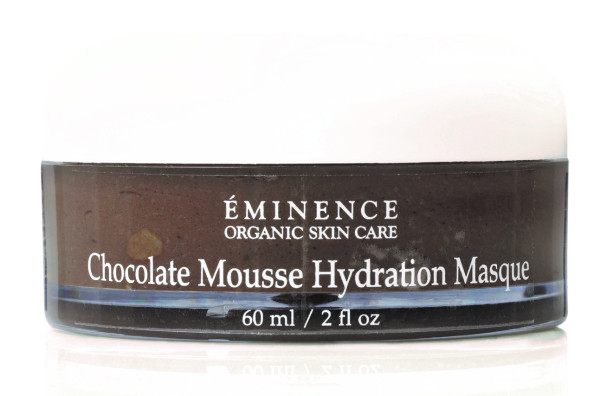 ÉMINENCE
ORGANIC SKIN CARE
Chocolate Mousse Hydration Masque
60 ml / 2 fl oz